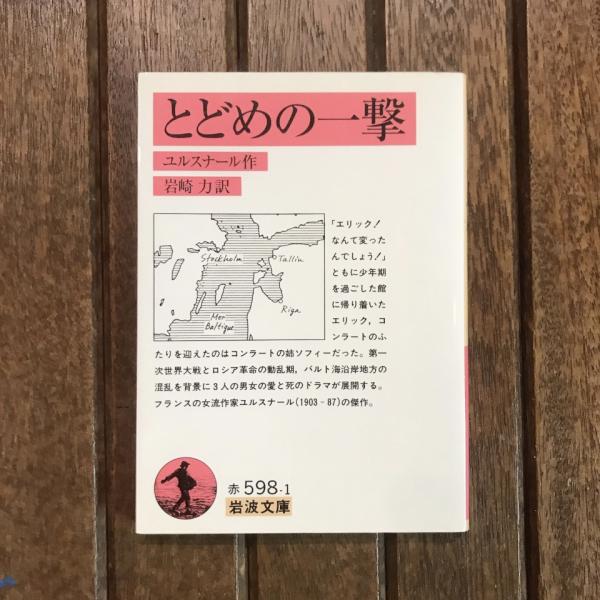 とどめの一撃
ユルスナール作
岩崎 力訳
Stockholm
Tallin
Riga
Mer
Baltique
「エリック!
なんて変った
んでしょう!」
ともに少年期
を過ごした館
に帰り着いた
エリック，コ
ンラートのふ
たりを迎えたのはコンラートの姉ソフィーだった。第一
次世界大戦とロシア革命の動乱期，バルト海沿岸地方の
混乱を背景に3人の男女の愛と死のドラマが展開する。
フランスの女流作家ユルスナール(1903‐87)の傑作。
赤 598-1
岩波文庫